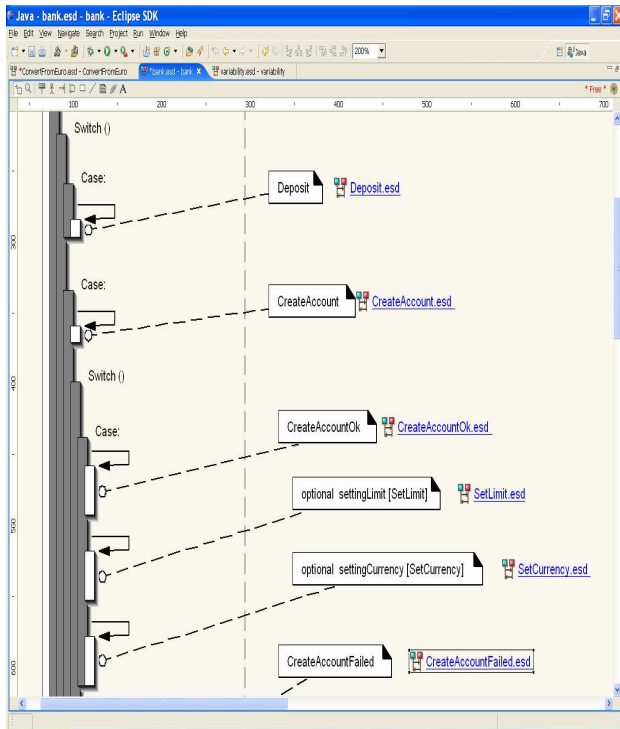 Java - bank.esd - bank - Eclipse SDK
File Edit View Navigate Search Project Run Window Help
200%
Java
*ConvertFromEuro.esd - ConvertFromEuro *bank.esd - bank X variability.esd - variability
A * Free *
100 200 300 400 500 600 700
Switch ()
Case:
Deposit Deposit.esd
300
Case:
CreateAccount CreateAccount.esd
Switch ()
400
CreateAccountOk CreateAccountOk.esd
Case:
optional settingLimit [SetLimit] SetLimit.esd
500
optional settingCurrency [SetCurrency] SetCurrency.esd
CreateAccountFailed CreateAccountFailed.esd
600